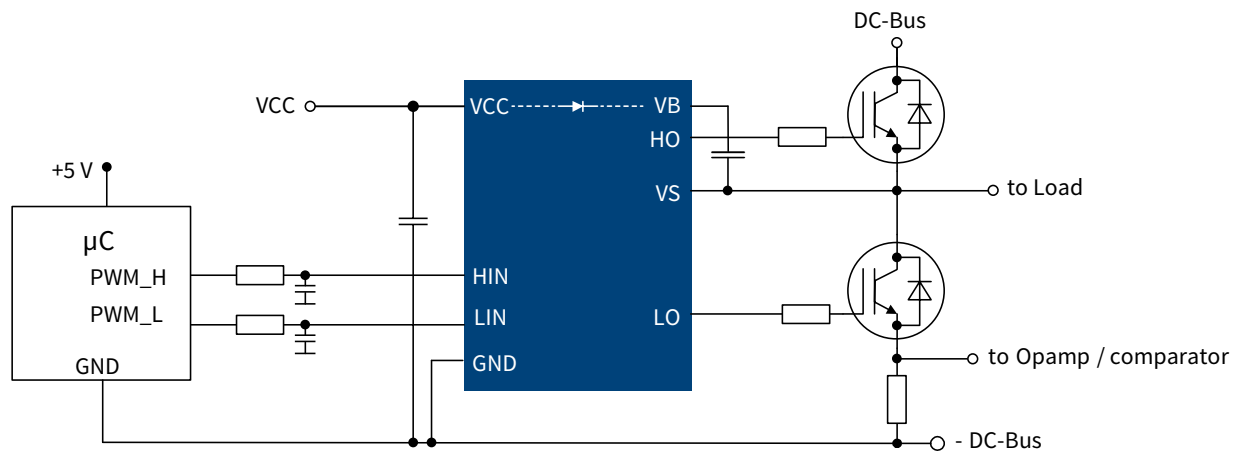 DC-Bus
VCC
VCC
VB
HO
+5 V
VS
to Load
µC
PWM_H
HIN
PWM_L
LIN
LO
GND
GND
to Opamp / comparator
- DC-Bus